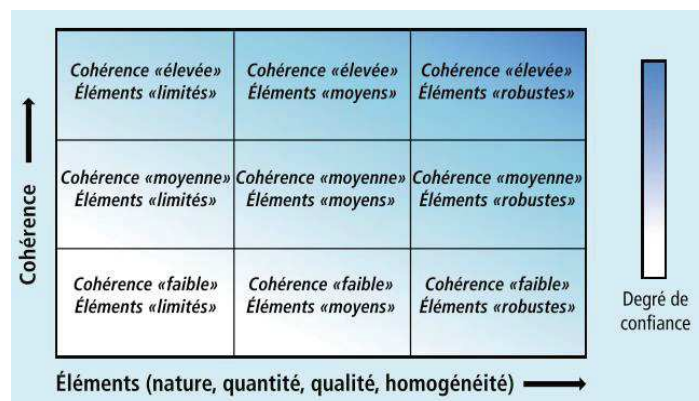 Cohérence «élevée»
Éléments «limités»
Cohérence «élevée»
Éléments «moyens»
Cohérence «élevée»
Éléments «robustes»
Cohérence «moyenne»
Éléments «limités»
Cohérence «moyenne»
Éléments «moyens»
Cohérence «moyenne»
Éléments «robustes»
Cohérence «faible»
Éléments «limités»
Cohérence «faible»
Éléments «moyens»
Cohérence «faible»
Éléments «robustes»
Cohérence
Éléments (nature, quantité, qualité, homogénéité)
Degré de
confiance